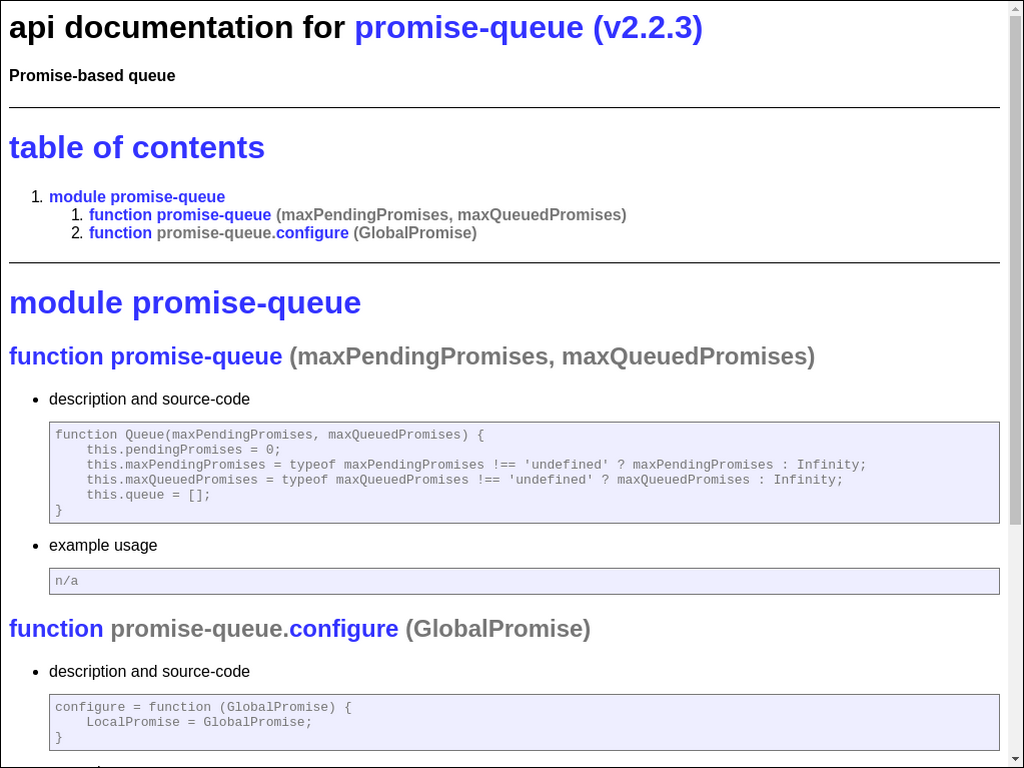 api documentation for promise-queue (v2.2.3)
Promise-based queue
table of contents
1. module promise-queue
1. function promise-queue (maxPendingPromises, maxQueuedPromises)
2. function promise-queue.configure (GlobalPromise)
module promise-queue
function promise-queue (maxPendingPromises, maxQueuedPromises)
• description and source-code
function Queue(maxPendingPromises, maxQueuedPromises) {
    this.pendingPromises = 0;
    this.maxPendingPromises = typeof maxPendingPromises !== 'undefined' ? maxPendingPromises : Infinity;
    this.maxQueuedPromises = typeof maxQueuedPromises !== 'undefined' ? maxQueuedPromises : Infinity;
    this.queue = [];
}
• example usage
n/a
function promise-queue.configure (GlobalPromise)
• description and source-code
configure = function (GlobalPromise) {
    LocalPromise = GlobalPromise;
}